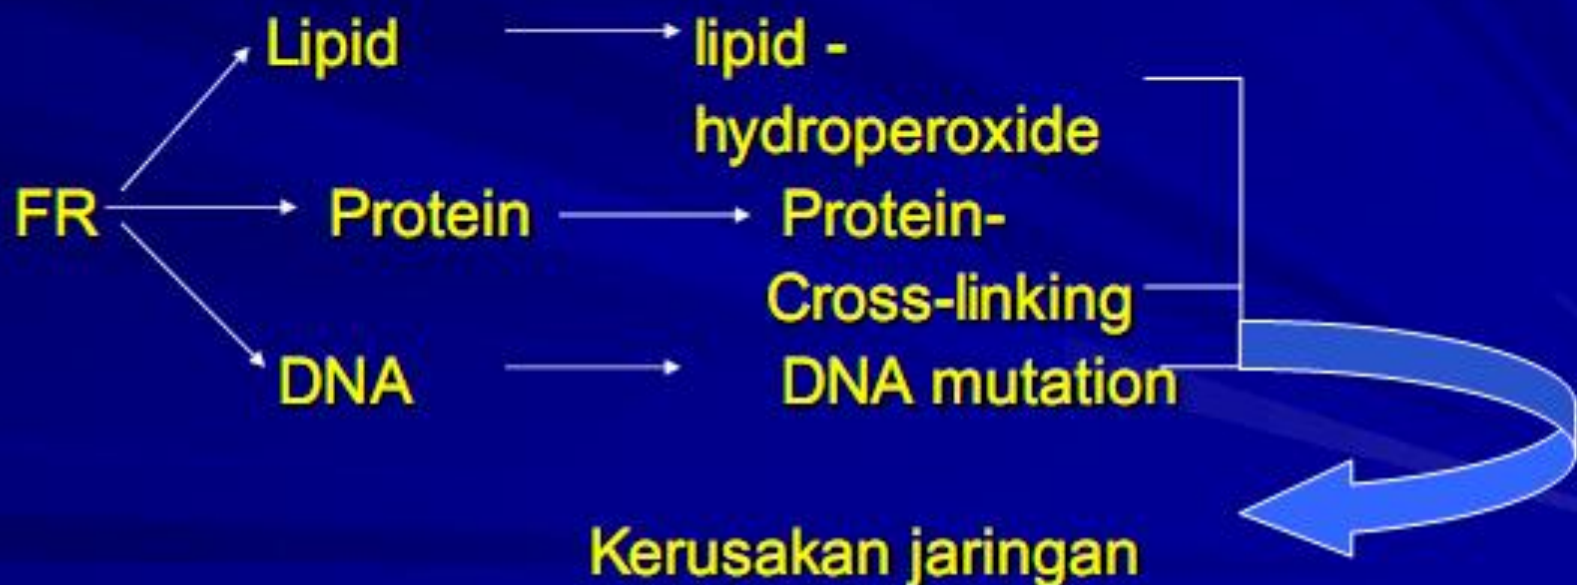 Lipid lipid -
hydroperoxide
FR Protein Protein-
Cross-linking
DNA DNA mutation
Kerusakan jaringan